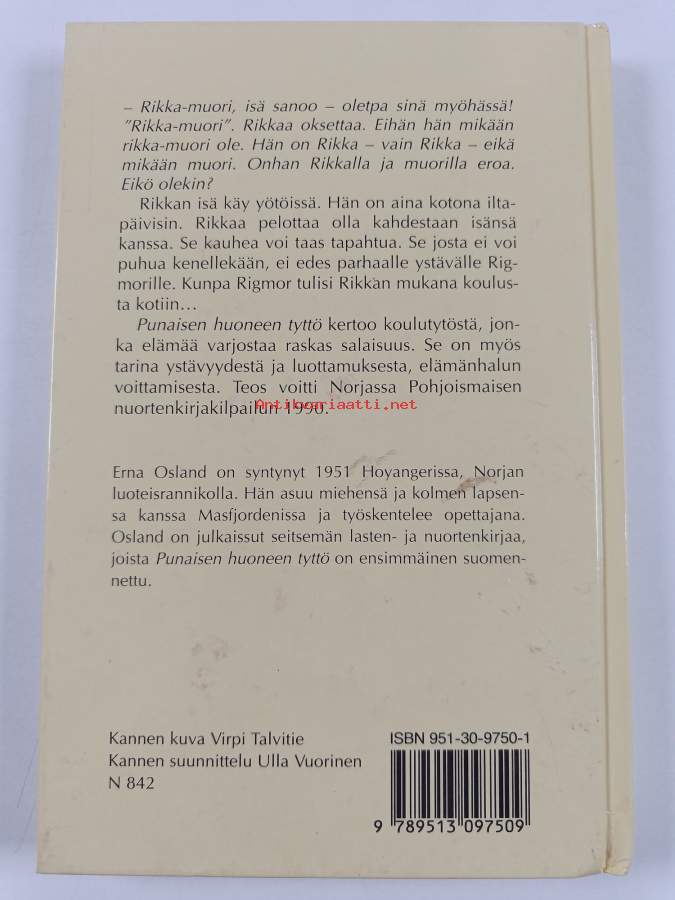 – Rikka-muori, isä sanoo – oletpa sinä myöhässä!
”Rikka-muori”. Rikkaa oksettaa. Eihän hän mikään
rikka-muori ole. Hän on Rikka – vain Rikka – eikä
mikään muori. Onhan Rikkalla ja muorilla eroa.
Eikö olekin?
Rikkan isä käy yötöissä. Hän on aina kotona ilta-
päivisin. Rikkaa pelottaa olla kahdestaan isänsä
kanssa. Se kauhea voi taas tapahtua. Se josta ei voi
puhua kenellekään, ei edes parhaalle ystävälle Rig-
morille. Kunpa Rigmor tulisi Rikkan mukana koulus-
ta kotiin...
Punaisen huoneen tyttö kertoo koulutytöstä, jon-
ka elämää varjostaa raskas salaisuus. Se on myös
tarina ystävyydestä ja luottamuksesta, elämänhalun
voittamisesta. Teos voitti Norjassa Pohjoismaisen
nuortenkirjakilpailun 1990.
Antikvariaatti.net
Erna Osland on syntynyt 1951 Hoyangerissa, Norjan
luoteisrannikolla. Hän asuu miehensä ja kolmen lapsen-
sa kanssa Masfjordenissa ja työskentelee opettajana.
Osland on julkaissut seitsemän lasten- ja nuortenkirjaa,
joista Punaisen huoneen tyttö on ensimmäinen suomen-
nettu.
Kannen kuva Virpi Talvitie
Kannen suunnittelu Ulla Vuorinen
N 842
ISBN 951-30-9750-1
9 789513 097509